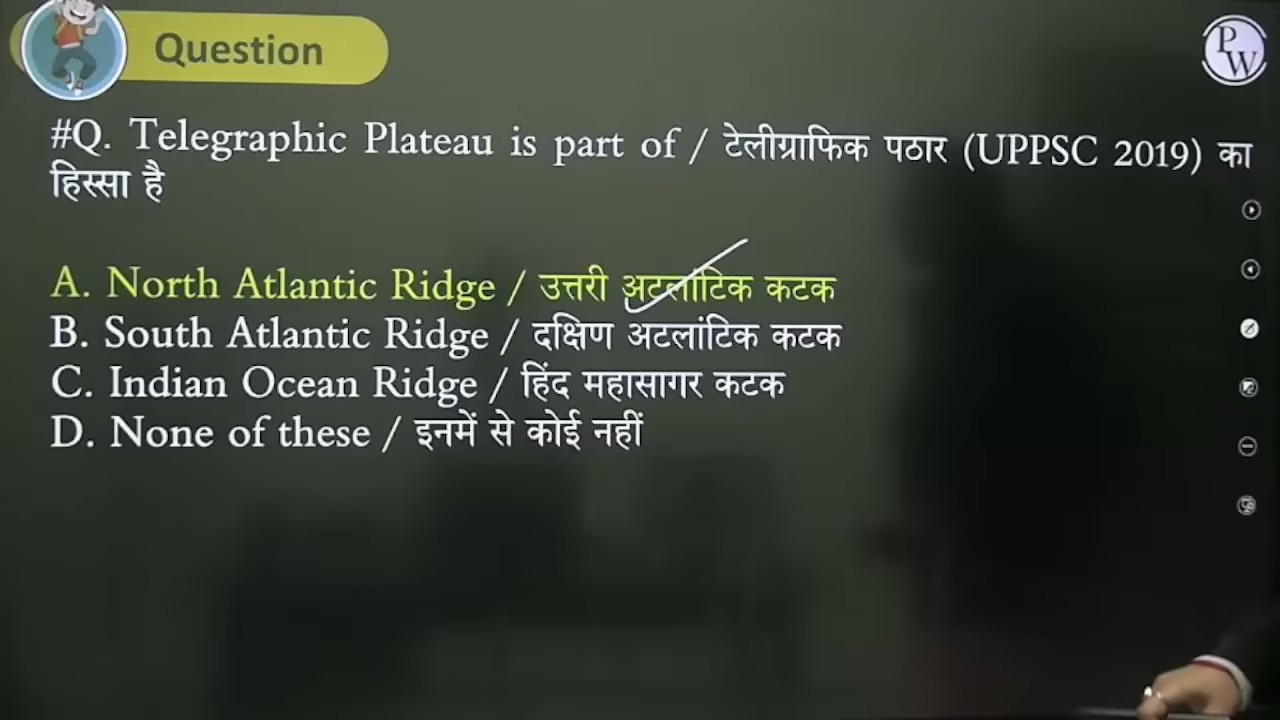 Question
PW
#Q. Telegraphic Plateau is part of / टेलीग्राफिक पठार (UPPSC 2019) का
हिस्सा है
A. North Atlantic Ridge / उत्तरी अटलांटिक कटक
B. South Atlantic Ridge / दक्षिण अटलांटिक कटक
C. Indian Ocean Ridge / हिंद महासागर कटक
D. None of these / इनमें से कोई नहीं